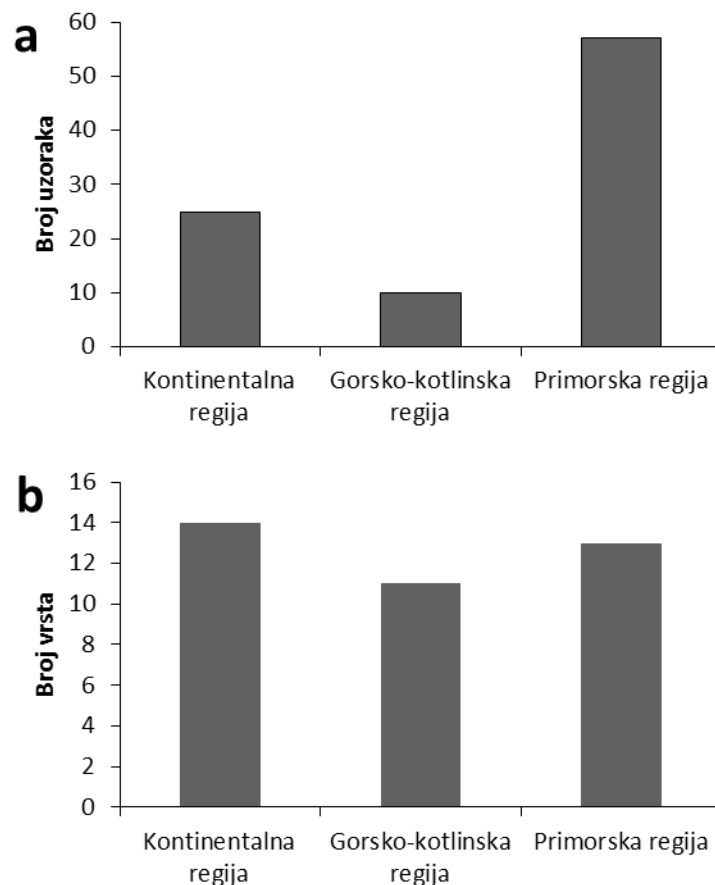 a
Broj uzoraka
60
50
40
30
20
10
0
Kontinentalna
regija
Gorsko-kotlinska
regija
Primorska regija
b
Broj vrsta
16
14
12
10
8
6
4
2
0
Kontinentalna
regija
Gorsko-kotlinska
regija
Primorska regija